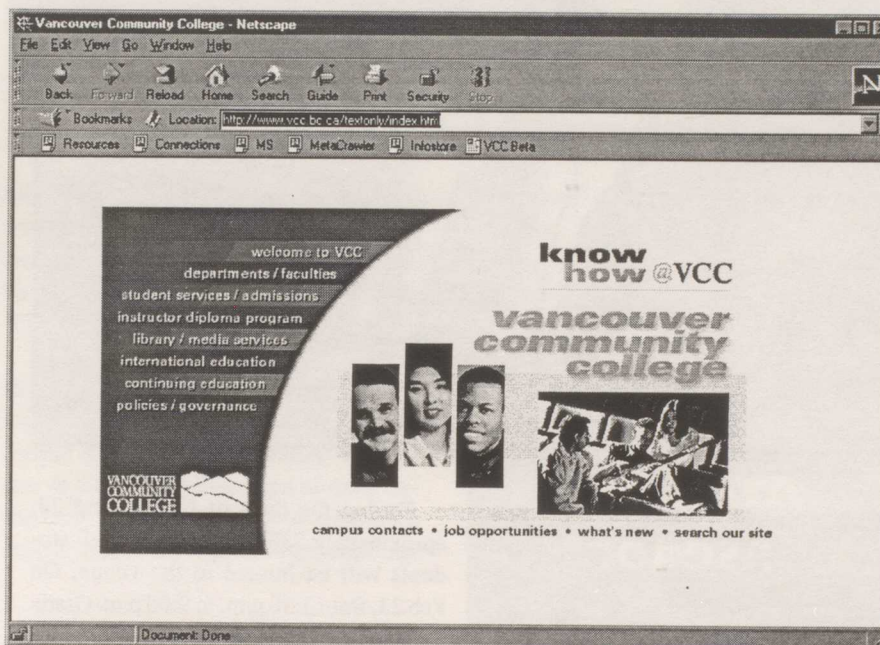 Vancouver Community College - Netscape
File Edit View Go Window Help
Back Forward Reload Home Search Guide Print Security Stop
N
Bookmarks Location: http://www.vcc.bc.ca/textonly/index.htm
Resources Connections MS MetaCrawler Infostore VCC Beta
welcome to VCC
departments / faculties
student services / admissions
instructor diploma program
library / media services
international education
continuing education
policies / governance
VANCOUVER
COMMUNITY
COLLEGE
know
how @VCC
vancouver
community
college
campus contacts • job opportunities • what's new • search our site
Document: Done